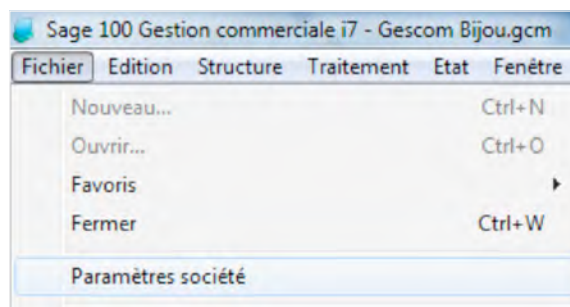 Sage 100 Gestion commerciale i7 - Gescom Bijou.gcm
Fichier Edition Structure Traitement Etat Fenêtre
Nouveau... Ctrl+N
Ouvrir... Ctrl+O
Favoris
Fermer Ctrl+W
Paramètres société